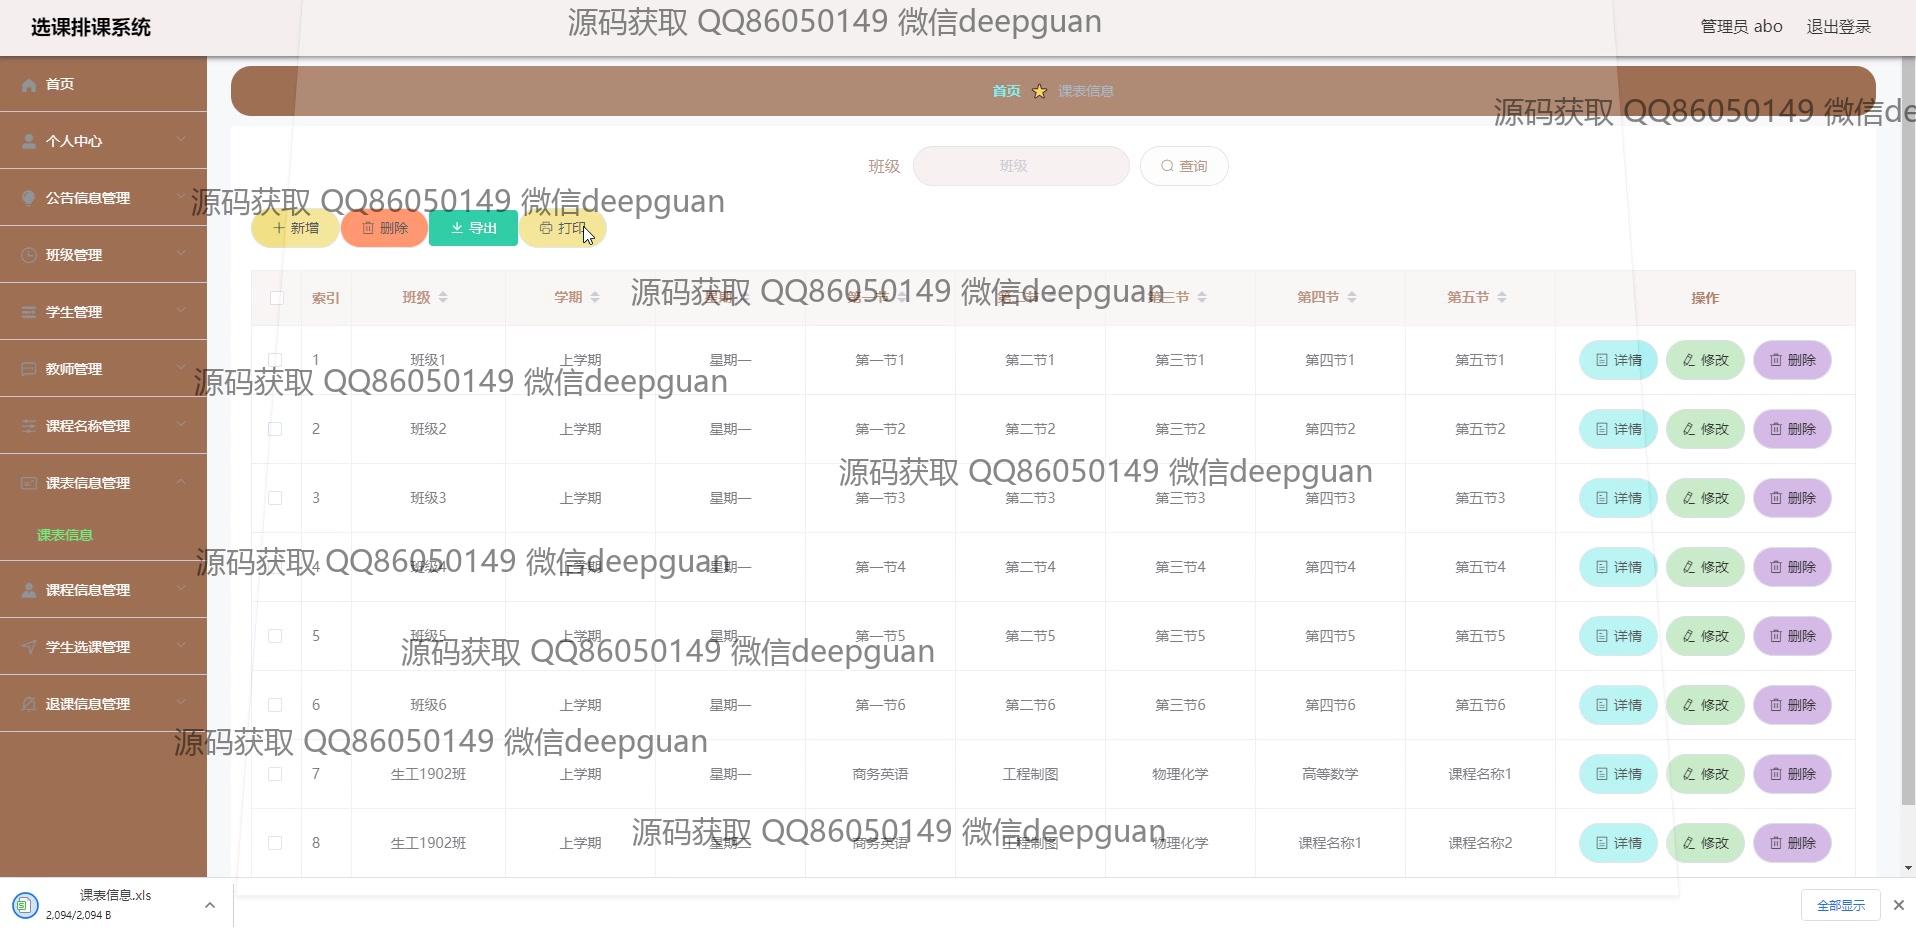 选课排课系统
源码获取 QQ86050149 微信deepguan
管理员 abo 退出登录
首页
个人中心
公告信息管理
班级管理
学生管理
教师管理
课程名称管理
课表信息管理
课表信息
课程信息管理
学生选课管理
退课信息管理
首页 课表信息
源码获取 QQ86050149 微信de
班级 班级 查询
源码获取 QQ86050149 微信deepguan
新增 删除 导出 打印
源码获取 QQ86050149 微信deepguan
索引 班级 学期 星期 第一节 第二节 第三节 第四节 第五节 操作
1 班级1 上学期 星期一 第一节1 第二节1 第三节1 第四节1 第五节1 详情 修改 删除
源码获取 QQ86050149 微信deepguan
2 班级2 上学期 星期一 第一节2 第二节2 第三节2 第四节2 第五节2 详情 修改 删除
源码获取 QQ86050149 微信deepguan
3 班级3 上学期 星期一 第一节3 第二节3 第三节3 第四节3 第五节3 详情 修改 删除
源码获取 QQ86050149 微信deepguan
4 班级4 上学期 星期一 第一节4 第二节4 第三节4 第四节4 第五节4 详情 修改 删除
5 班级5 上学期 星期一 第一节5 第二节5 第三节5 第四节5 第五节5 详情 修改 删除
源码获取 QQ86050149 微信deepguan
6 班级6 上学期 星期一 第一节6 第二节6 第三节6 第四节6 第五节6 详情 修改 删除
源码获取 QQ86050149 微信deepguan
7 生工1902班 上学期 星期一 商务英语 工程制图 物理化学 高等数学 课程名称1 详情 修改 删除
源码获取 QQ86050149 微信deepguan
8 生工1902班 上学期 星期二 商务英语 工程制图 物理化学 课程名称1 课程名称2 详情 修改 删除
课表信息.xls
2,094/2,094 B
全部显示